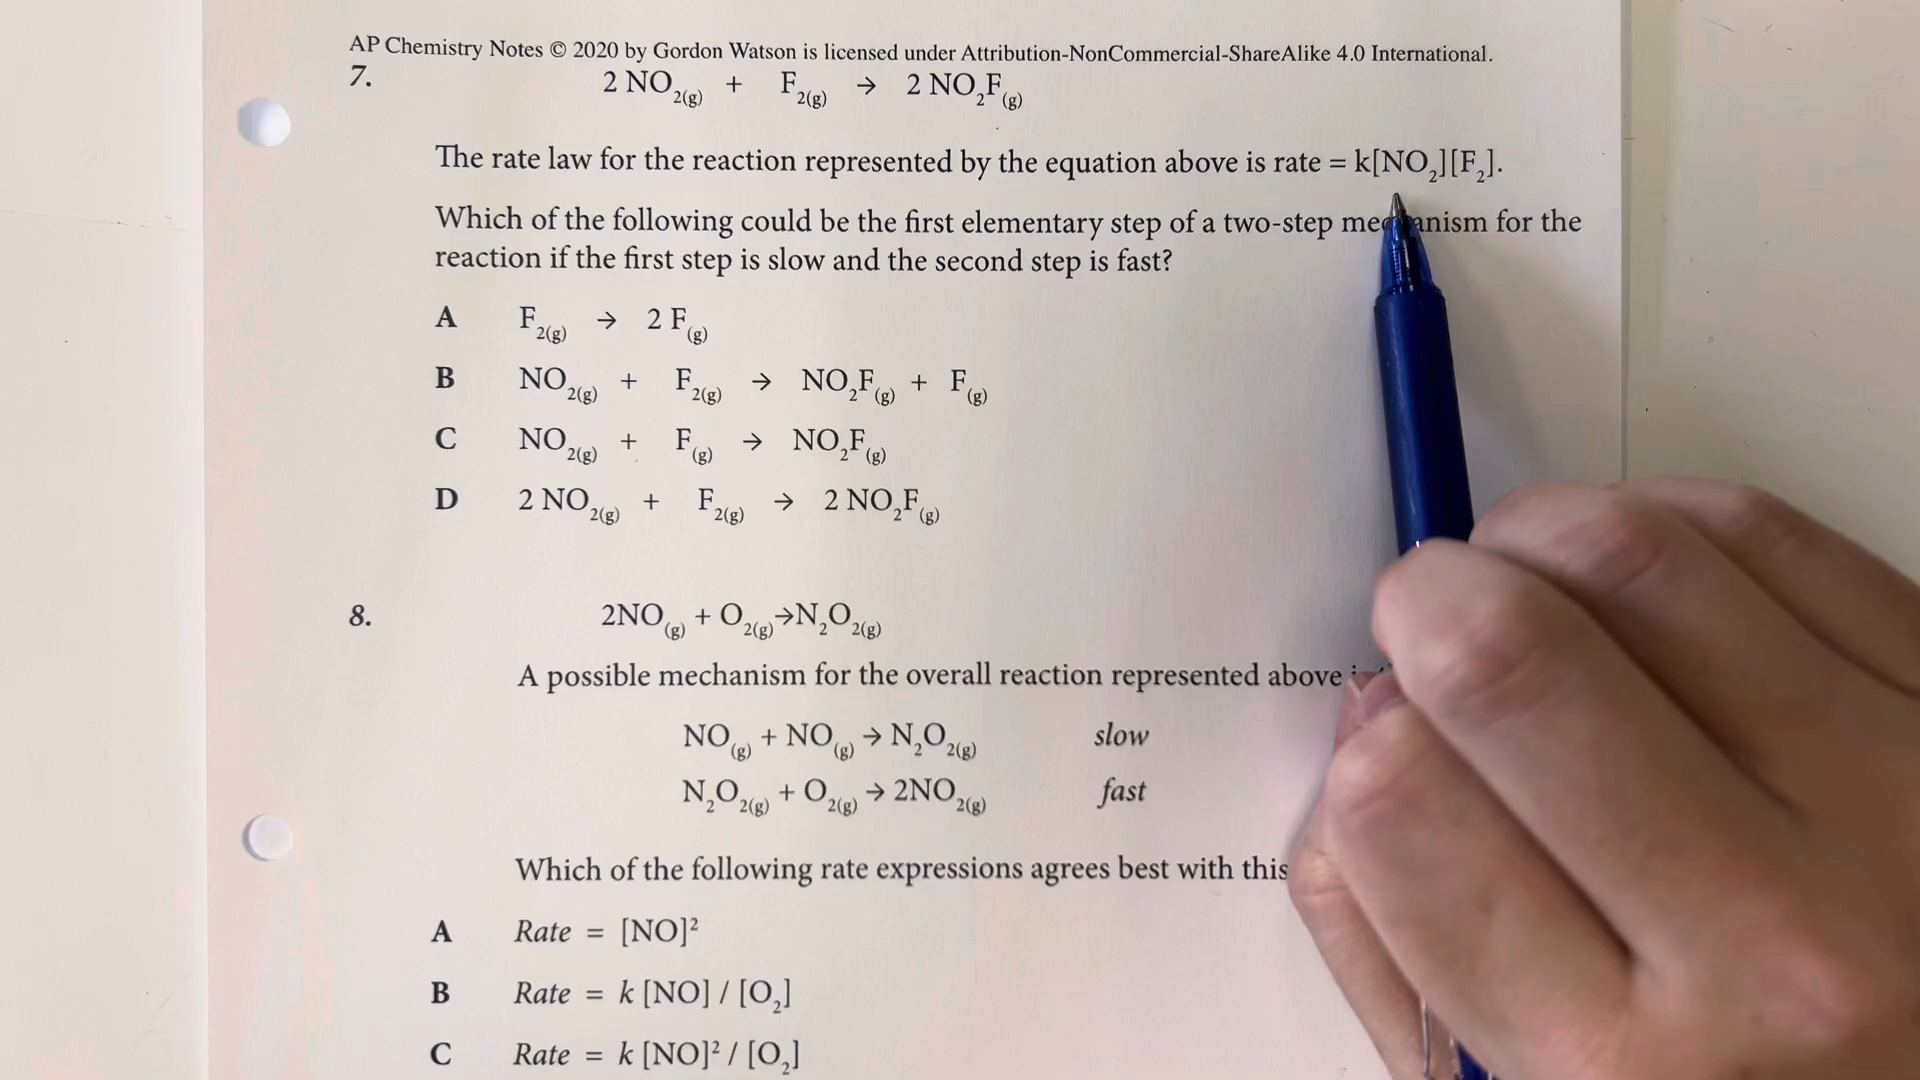 AP Chemistry Notes © 2020 by Gordon Watson is licensed under Attribution-NonCommercial-ShareAlike 4.0 International.
7. 2 NO₂(g) + F₂(g) → 2 NO₂F(g)
The rate law for the reaction represented by the equation above is rate = k[NO₂][F₂].
Which of the following could be the first elementary step of a two-step for the
reaction if the first step is slow and the second step is fast?
A F₂(g) → 2 F(g)
B NO₂(g) + F₂(g) → NO₂F(g) + F(g)
C NO₂(g) + F(g) → NO₂F(g)
D 2 NO₂(g) + F₂(g) → 2 NO₂F(g)
8. 2NO(g) + O₂(g)→N₂O₂(g)
A possible mechanism for the overall reaction represented above
NO(g) + NO(g) → N₂O₂(g) slow
N₂O₂(g) + O₂(g) → 2NO₂(g) fast
Which of the following rate expressions agrees best with this
A Rate = [NO]²
B Rate = k [NO] / [O₂]
C Rate = k [NO]² / [O₂]